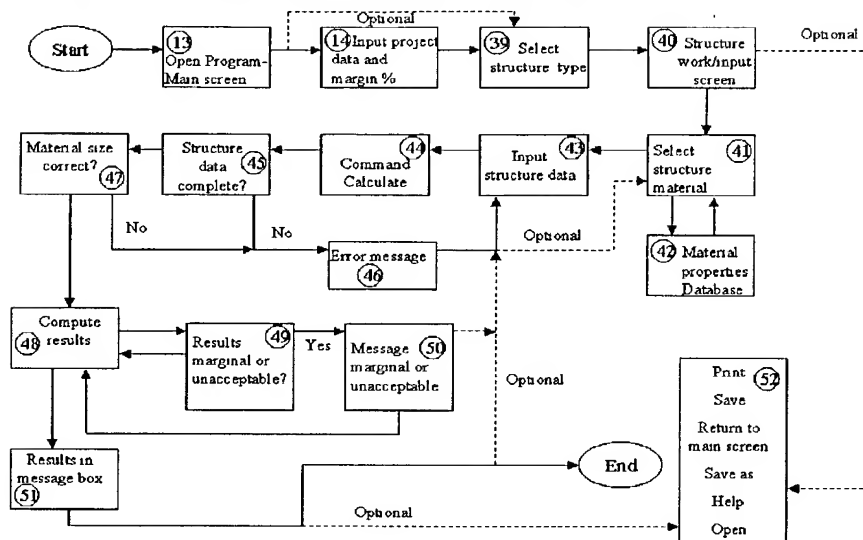 Optional
Start
13
Open Program-
Main screen
14 Input project
data and
margin %
39
Select
structure type
40
Structure
work/input
screen
Optional
Material size
correct?
47
Structure
data 45
complete?
44
Command
Calculate
43
Input
structure data
41
Select
structure
material
No
No
Error message
46
Optional
42 Material
properties
Database
Compute
48 results
49
Results
marginal or
unacceptable?
Yes
50
Message
marginal or
unacceptable
Optional
Print 52
Save
Return to
main screen
Save as
Help
Open
Results in
message box
51
End
Optional